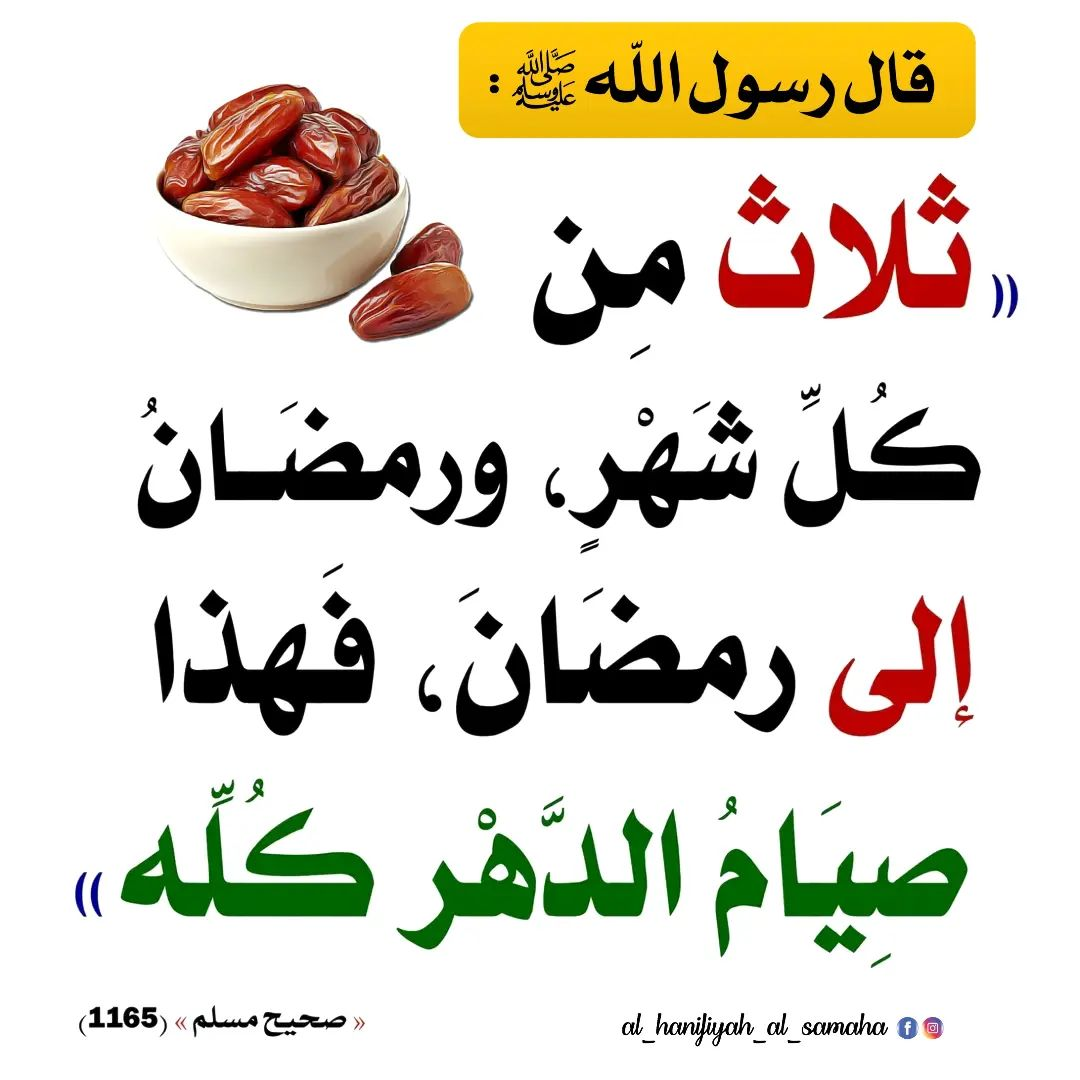 قال رسول الله ﷺ :
(( ثلاث مِن
كُلِّ شَهْرٍ، ورمضَانُ
إلى رمضَانَ، فَهذا
صِيَامُ الدَّهْر كُلِّه ))
« صحيح مسلم » (1165)
al_hanifiyah_al_samaha